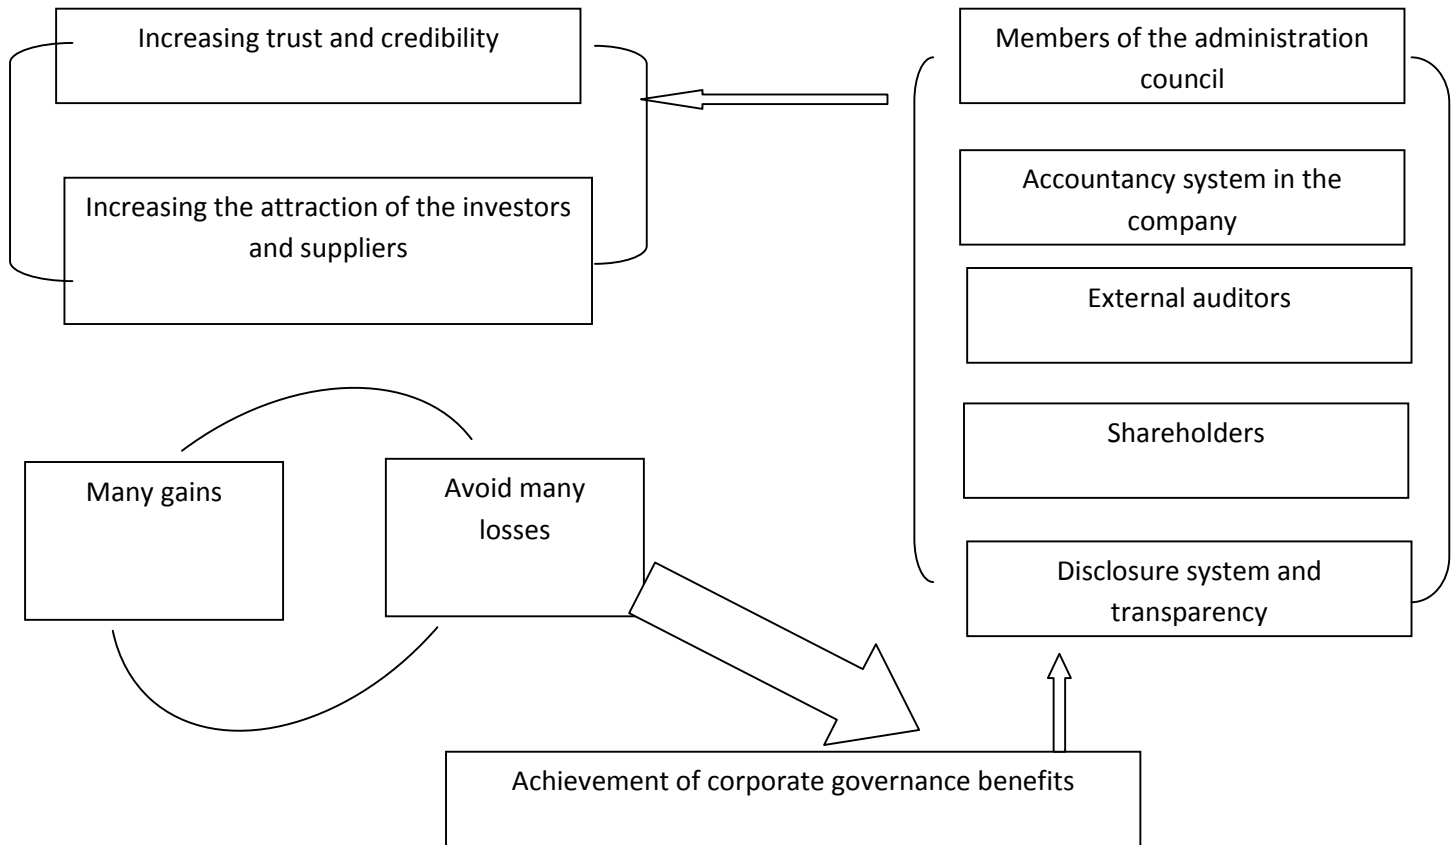 Increasing trust and credibility
Increasing the attraction of the investors
and suppliers
Many gains
Avoid many
losses
Members of the administration
council
Accountancy system in the
company
External auditors
Shareholders
Disclosure system and
transparency
Achievement of corporate governance benefits